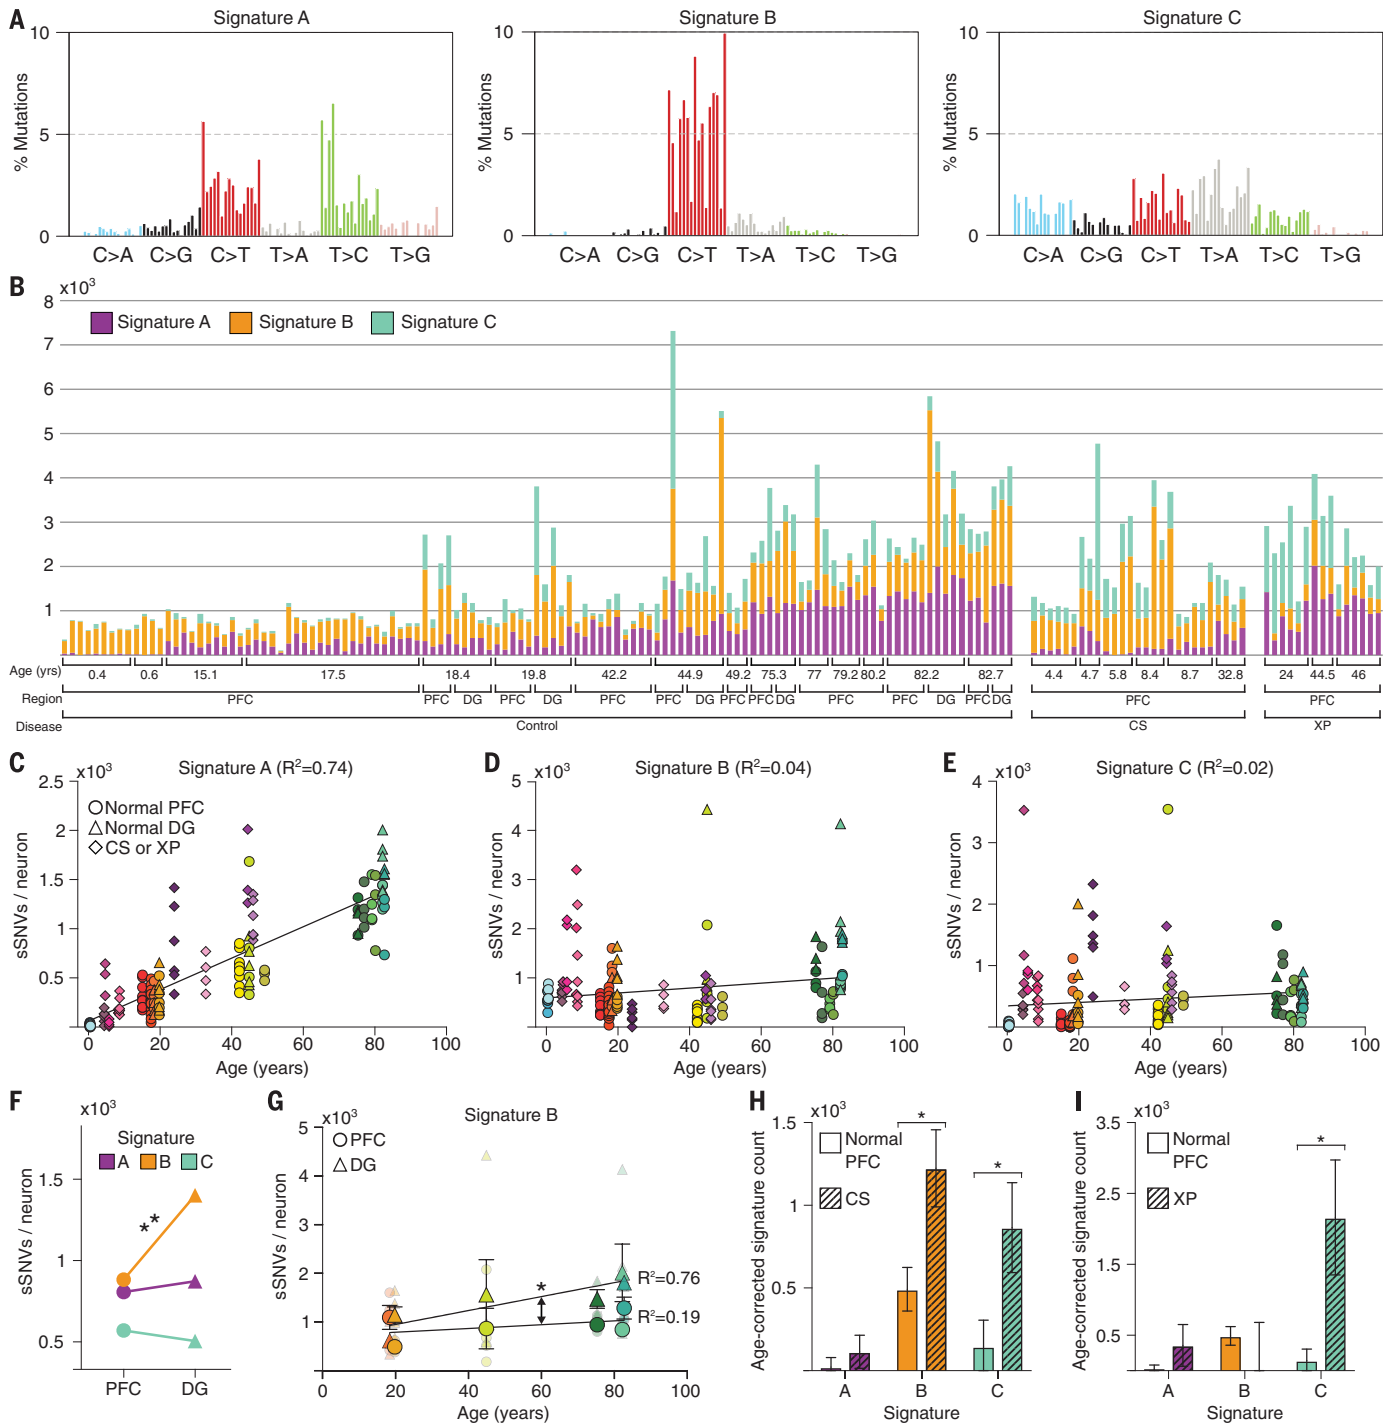 A
Signature A
Signature B
Signature C
10
5
0
% Mutations
C>A C>G C>T T>A T>C T>G
10
5
0
% Mutations
C>A C>G C>T T>A T>C T>G
10
5
0
% Mutations
C>A C>G C>T T>A T>C T>G
B
x10³
8
7
6
5
4
3
2
1
Signature A Signature B Signature C
Age (yrs) 0.4 0.6 15.1 17.5 18.4 19.8 42.2 44.9 49.2 75.3 77 79.2 80.2 82.2 82.7 4.4 4.7 5.8 8.4 8.7 32.8 24 44.5 46
Region PFC PFC DG PFC DG PFC PFC DG PFC PFC DG PFC PFC DG PFC DG PFC PFC
Disease Control CS XP
C
x10³
Signature A (R²=0.74)
2.5
2
1.5
1
0.5
sSNVs / neuron
Normal PFC
Normal DG
CS or XP
0 20 40 60 80 100
Age (years)
D
x10³
Signature B (R²=0.04)
5
4
3
2
1
sSNVs / neuron
0 20 40 60 80 100
Age (years)
E
x10³
Signature C (R²=0.02)
4
3
2
1
0
sSNVs / neuron
0 20 40 60 80 100
Age (years)
F
x10³
Signature
A B C
1.5
1
0.5
sSNVs / neuron
**
PFC DG
G
Signature B
x10³
5
4
3
2
1
0
sSNVs / neuron
PFC
DG
*
R²=0.76
R²=0.19
0 20 40 60 80 100
Age (years)
H
x10³
1.5
1
0.5
Age-corrected signature count
Normal
PFC
CS
*
*
A B C
Signature
I
x10³
3.5
2.5
1.5
0.5
Age-corrected signature count
Normal
PFC
XP
*
A B C
Signature